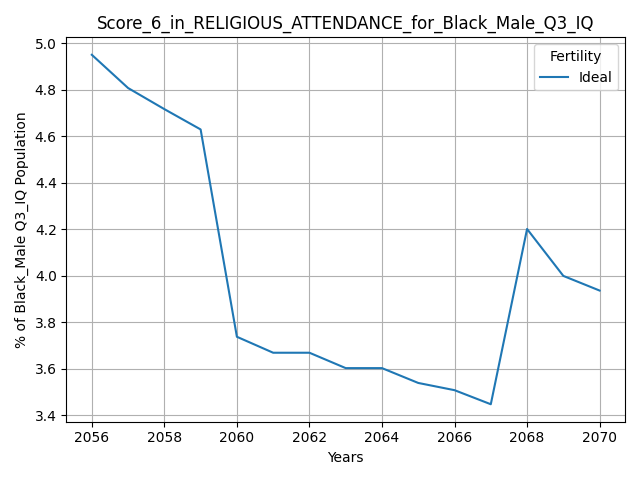 Score_6_in_RELIGIOUS_ATTENDANCE_for_Black_Male_Q3_IQ
Fertility
Ideal
5.0
4.8
4.6
4.4
4.2
4.0
3.8
3.6
3.4
% of Black_Male Q3_IQ Population
2056 2058 2060 2062 2064 2066 2068 2070
Years